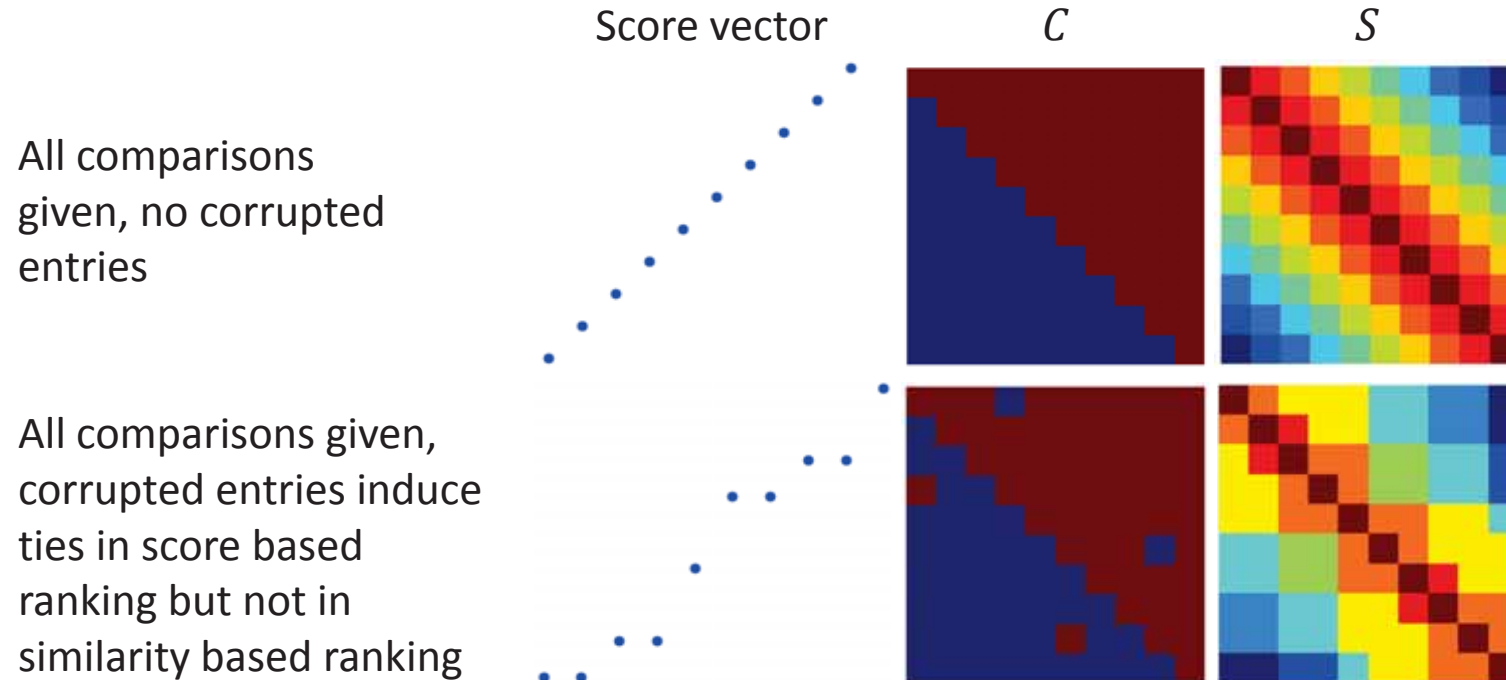 Score vector
C
S
All comparisons
given, no corrupted
entries
All comparisons given,
corrupted entries induce
ties in score based
ranking but not in
similarity based ranking